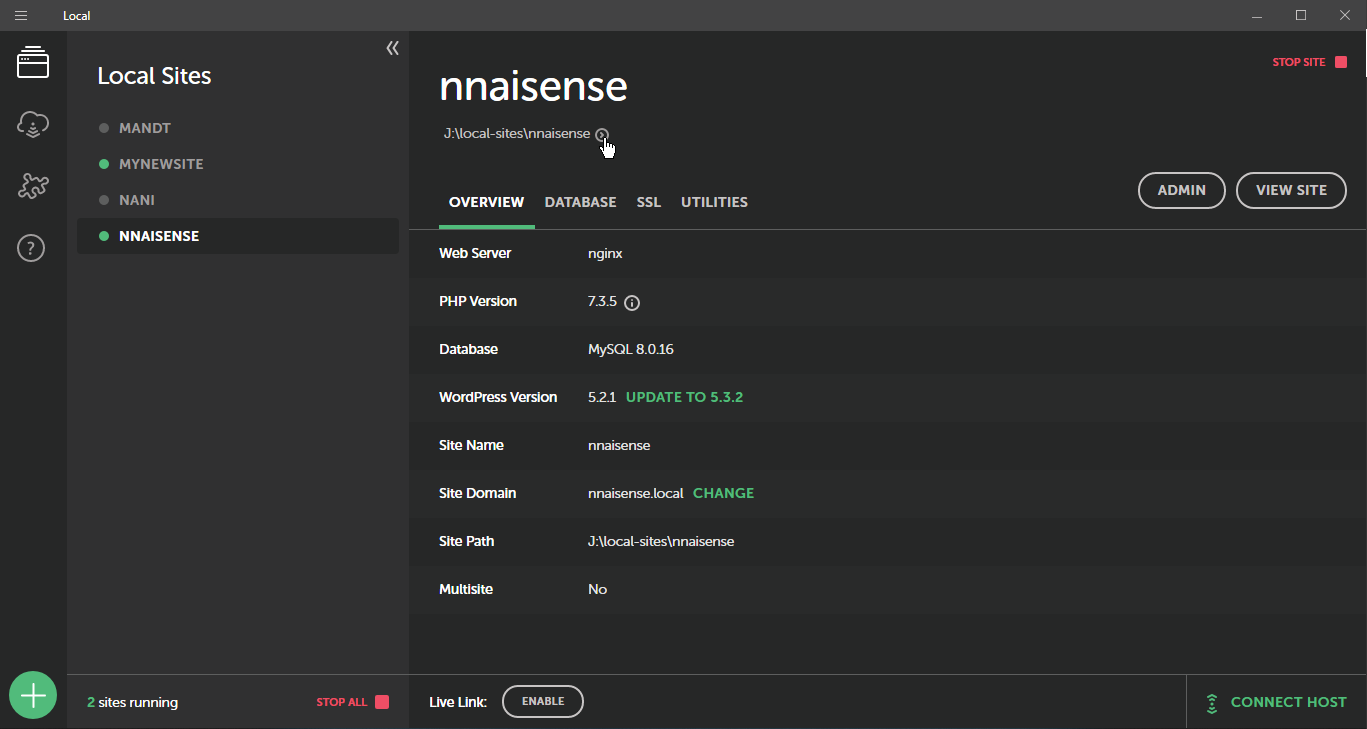 Local
Local Sites
MANDT
MYNEWSITE
NANI
NNAISENSE
2 sites running
STOP ALL
nnaisense
J:\local-sites\nnaisense
STOP SITE
ADMIN
VIEW SITE
OVERVIEW DATABASE SSL UTILITIES
Web Server nginx
PHP Version 7.3.5
Database MySQL 8.0.16
WordPress Version 5.2.1 UPDATE TO 5.3.2
Site Name nnaisense
Site Domain nnaisense.local CHANGE
Site Path J:\local-sites\nnaisense
Multisite No
Live Link: ENABLE
CONNECT HOST